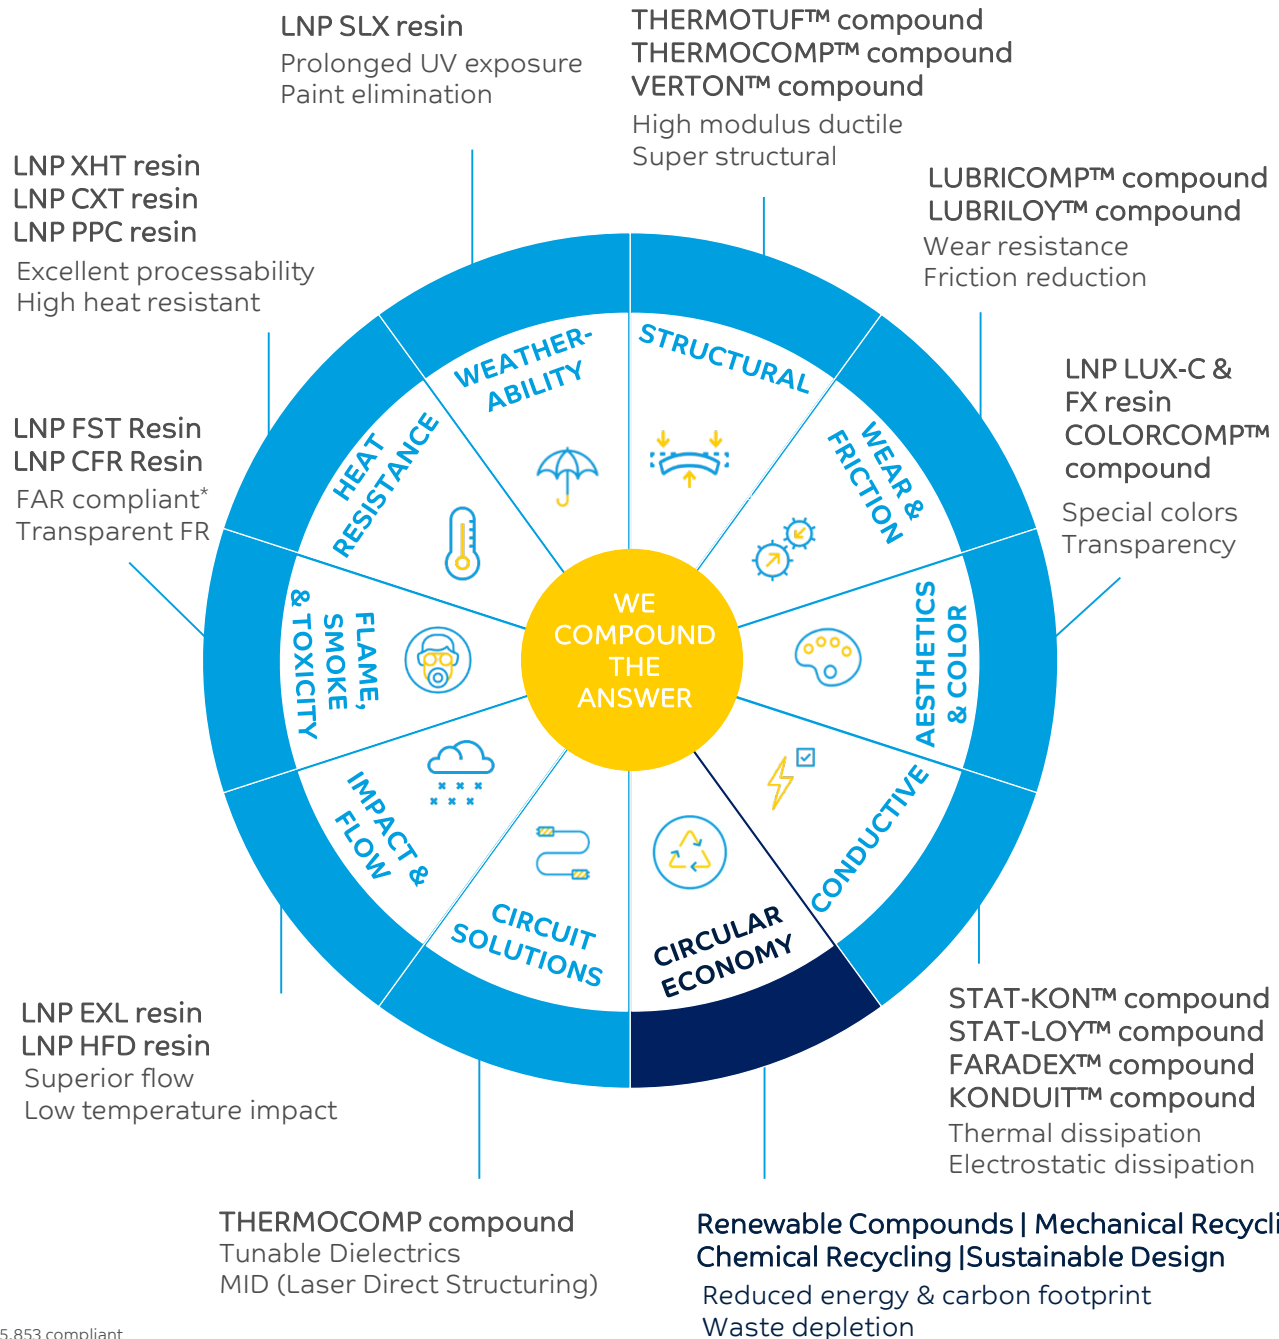 LNP SLX resin
Prolonged UV exposure
Paint elimination
THERMOTUF™ compound
THERMOCOMP™ compound
VERTON™ compound
High modulus ductile
Super structural
LNP XHT resin
LNP CXT resin
LNP PPC resin
Excellent processability
High heat resistant
LUBRICOMP™ compound
LUBRILOY™ compound
Wear resistance
Friction reduction
LNP LUX-C &
FX resin
COLORCOMP™
compound
Special colors
Transparency
LNP FST Resin
LNP CFR Resin
FAR compliant*
Transparent FR
WEATHER-
ABILITY
STRUCTURAL
HEAT
RESISTANCE
WEAR &
FRICTION
FLAME,
SMOKE
& TOXICITY
WE
COMPOUND
THE
ANSWER
AESTHETICS
& COLOR
IMPACT &
FLOW
CIRCUIT
SOLUTIONS
CIRCULAR
ECONOMY
CONDUCTIVE
LNP EXL resin
LNP HFD resin
Superior flow
Low temperature impact
STAT-KON™ compound
STAT-LOY™ compound
FARADEX™ compound
KONDUIT™ compound
Thermal dissipation
Electrostatic dissipation
THERMOCOMP compound
Tunable Dielectrics
MID (Laser Direct Structuring)
Renewable Compounds | Mechanical
Chemical Recycling |Sustainable Design
Reduced energy & carbon footprint
Waste depletion
5.853 compliant